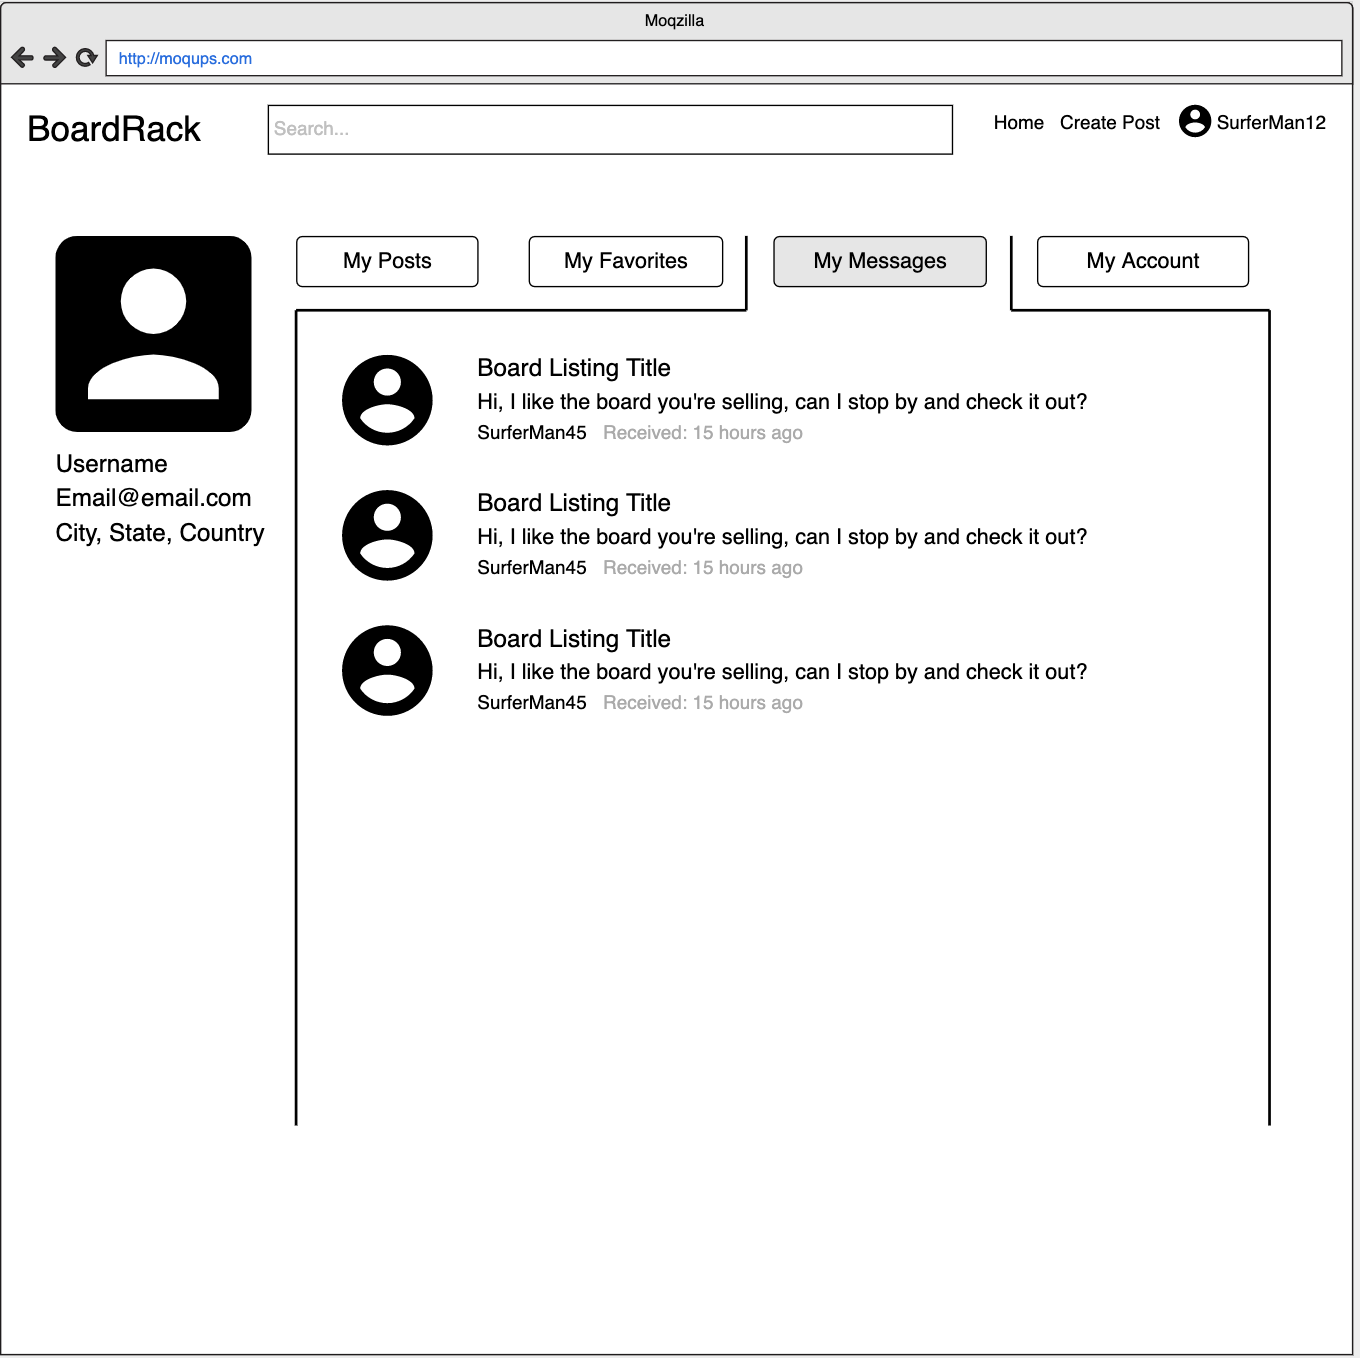 Moqzilla
http://moqups.com
BoardRack
Search...
Home Create Post SurferMan12
My Posts My Favorites My Messages My Account
Username
Email@email.com
City, State, Country
Board Listing Title
Hi, I like the board you're selling, can I stop by and check it out?
SurferMan45 Received: 15 hours ago
Board Listing Title
Hi, I like the board you're selling, can I stop by and check it out?
SurferMan45 Received: 15 hours ago
Board Listing Title
Hi, I like the board you're selling, can I stop by and check it out?
SurferMan45 Received: 15 hours ago